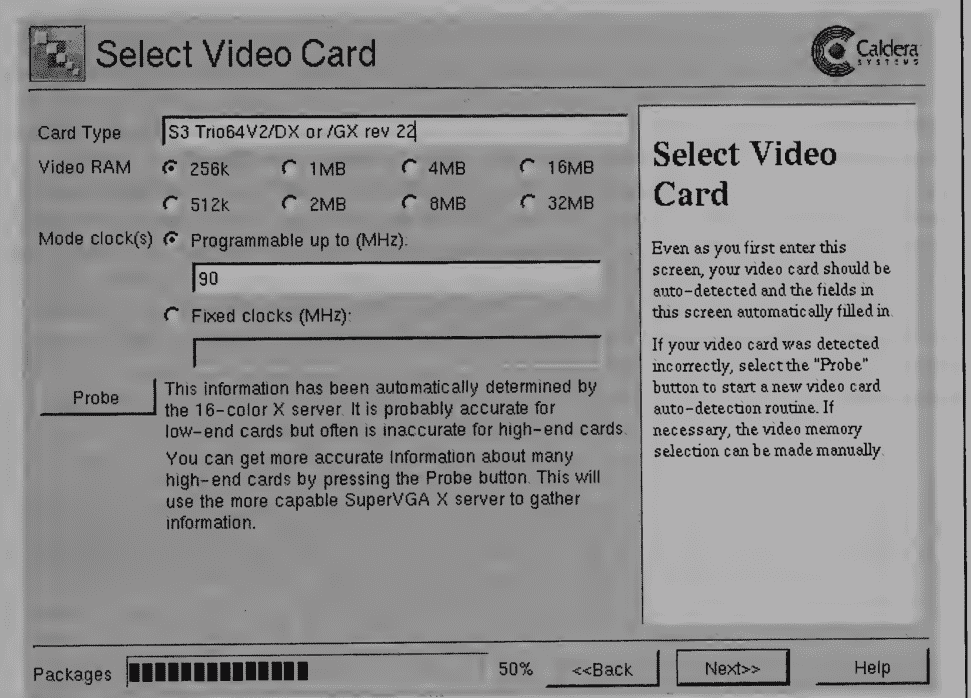 Select Video Card
Caldera
SYSTEMS
Card Type S3 Trio64V2/DX or /GX rev 22
Video RAM 256k 1MB 4MB 16MB
512k 2MB 8MB 32MB
Mode clock(s) Programmable up to (MHz):
90
Fixed clocks (MHz):
Probe
This information has been automatically determined by
the 16-color X server. It is probably accurate for
low-end cards but often is inaccurate for high-end cards.
You can get more accurate Information about many
high-end cards by pressing the Probe button. This will
use the more capable SuperVGA X server to gather
information.
Select Video
Card
Even as you first enter this
screen, your video card should be
auto-detected and the fields in
this screen automatically filled in.
If your video card was detected
incorrectly, select the "Probe"
button to start a new video card
auto-detection routine. If
necessary, the video memory
selection can be made manually.
Packages 50% <<Back Next>> Help